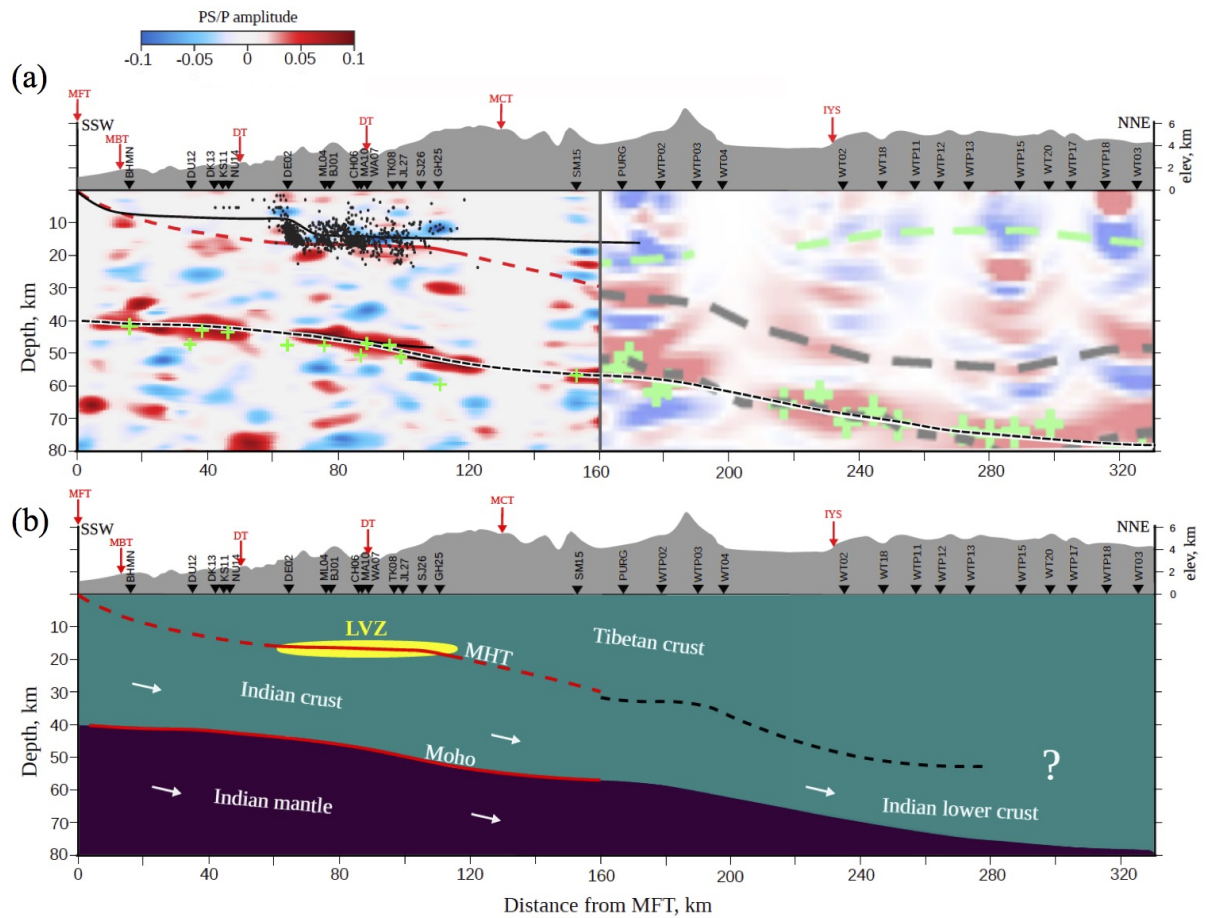 PS/P amplitude
-0.1 -0.05 0 0.05 0.1
(a)
MFT MBT DT DT MCT IYS
SSW NNE
BHMN DU12 DK13 KS11 NU14 DE02 ML04 BJ01 CH06 MA10 WA07 TK08 JL27 SJ26 GH25 SM15 PURG WTP02 WTP03 WT04 WT02 WT18 WTP11 WTP12 WTP13 WTP15 WT20 WTP17 WTP18 WT03
6
4
2
0
elev, km
10
20
30
40
50
60
70
80
Depth, km
0 40 80 120 160 200 240 280 320
(b)
MFT MBT DT DT MCT IYS
SSW NNE
BHMN DU12 DK13 KS11 NU14 DE02 ML04 BJ01 CH06 MA10 WA07 TK08 JL27 SJ26 GH25 SM15 PURG WTP02 WTP03 WT04 WT02 WT18 WTP11 WTP12 WTP13 WTP15 WT20 WTP17 WTP18 WT03
6
4
2
0
elev, km
10
20
30
40
50
60
70
80
Depth, km
LVZ
Tibetan crust
MHT
Indian crust
Moho
?
Indian mantle
Indian lower crust
0 40 80 120 160 200 240 280 320
Distance from MFT, km